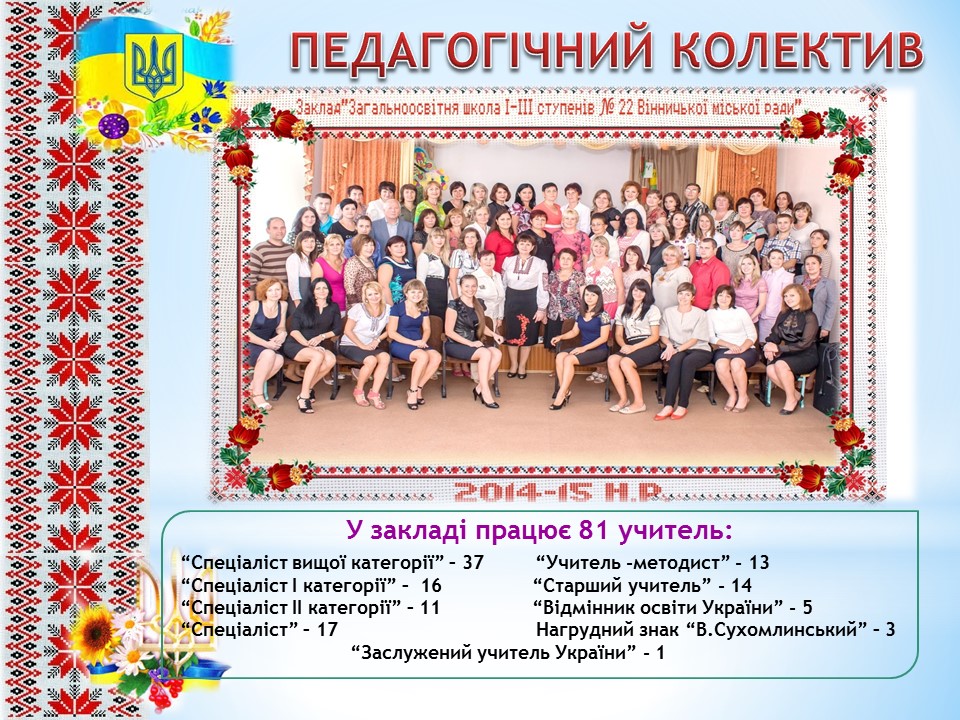 ПЕДАГОГІЧНИЙ КОЛЕКТИВ
Заклад"Загальноосвітня школа І-ІІІ ступенів № 22 Вінницької міської ради"
2014-15 Н.Р.
У закладі працює 81 учитель:
“Спеціаліст вищої категорії” – 37 “Учитель -методист” - 13
“Спеціаліст І категорії” – 16 “Старший учитель” - 14
“Спеціаліст ІІ категорії” – 11 “Відмінник освіти України” - 5
“Спеціаліст” – 17 Нагрудний знак “В.Сухомлинський” – 3
“Заслужений учитель України” - 1